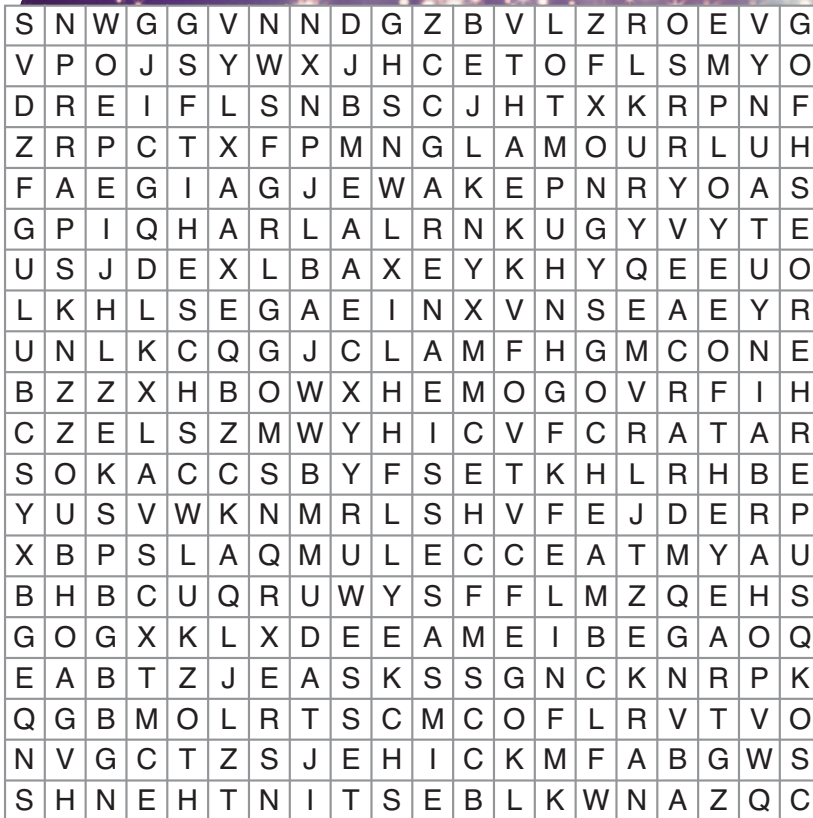 S N W G G V N N D G Z B V L Z R O E V G
V P O J S Y W X J H C E T O F L S M Y O
D R E I F L S N B S C J H T X K R P N F
Z R P C T X F P M N G L A M O U R L U H
F A E G I A G J E W A K E P N R Y O A S
G P I Q H A R L A L R N K U G Y V Y T E
U S J D E X L B A X E Y K H Y Q E E U O
L K H L S E G A E I N X V N S E A E Y R
U N L K C Q G J C L A M F H G M C O N E
B Z Z X H B O W X H E M O G O V R F I H
C Z E L S Z M W Y H I C V F C R A T A R
S O K A C C S B Y F S E T K H L R H B E
Y U S V W K N M R L S H V F E J D E R P
X B P S L A Q M U L E C C E A T M Y A U
B H B C U Q R U W Y S F F L M Z Q E H S
G O G X K L X D E E A M E I B E G A O Q
E A B T Z J E A S K S S G N C K N R P K
Q G B M O L R T S C M C O F L R V T V O
N V G C T Z S J E H I C K M F A B G W S
S H N E H T N I T S E B L K W N A Z Q C